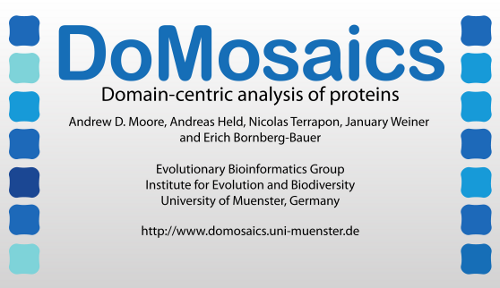 DoMosaics
Domain-centric analysis of proteins
Andrew D. Moore, Andreas Held, Nicolas Terrapon, January Weiner
and Erich Bornberg-Bauer
Evolutionary Bioinformatics Group
Institute for Evolution and Biodiversity
University of Muenster, Germany
http://www.domosaics.uni-muenster.de